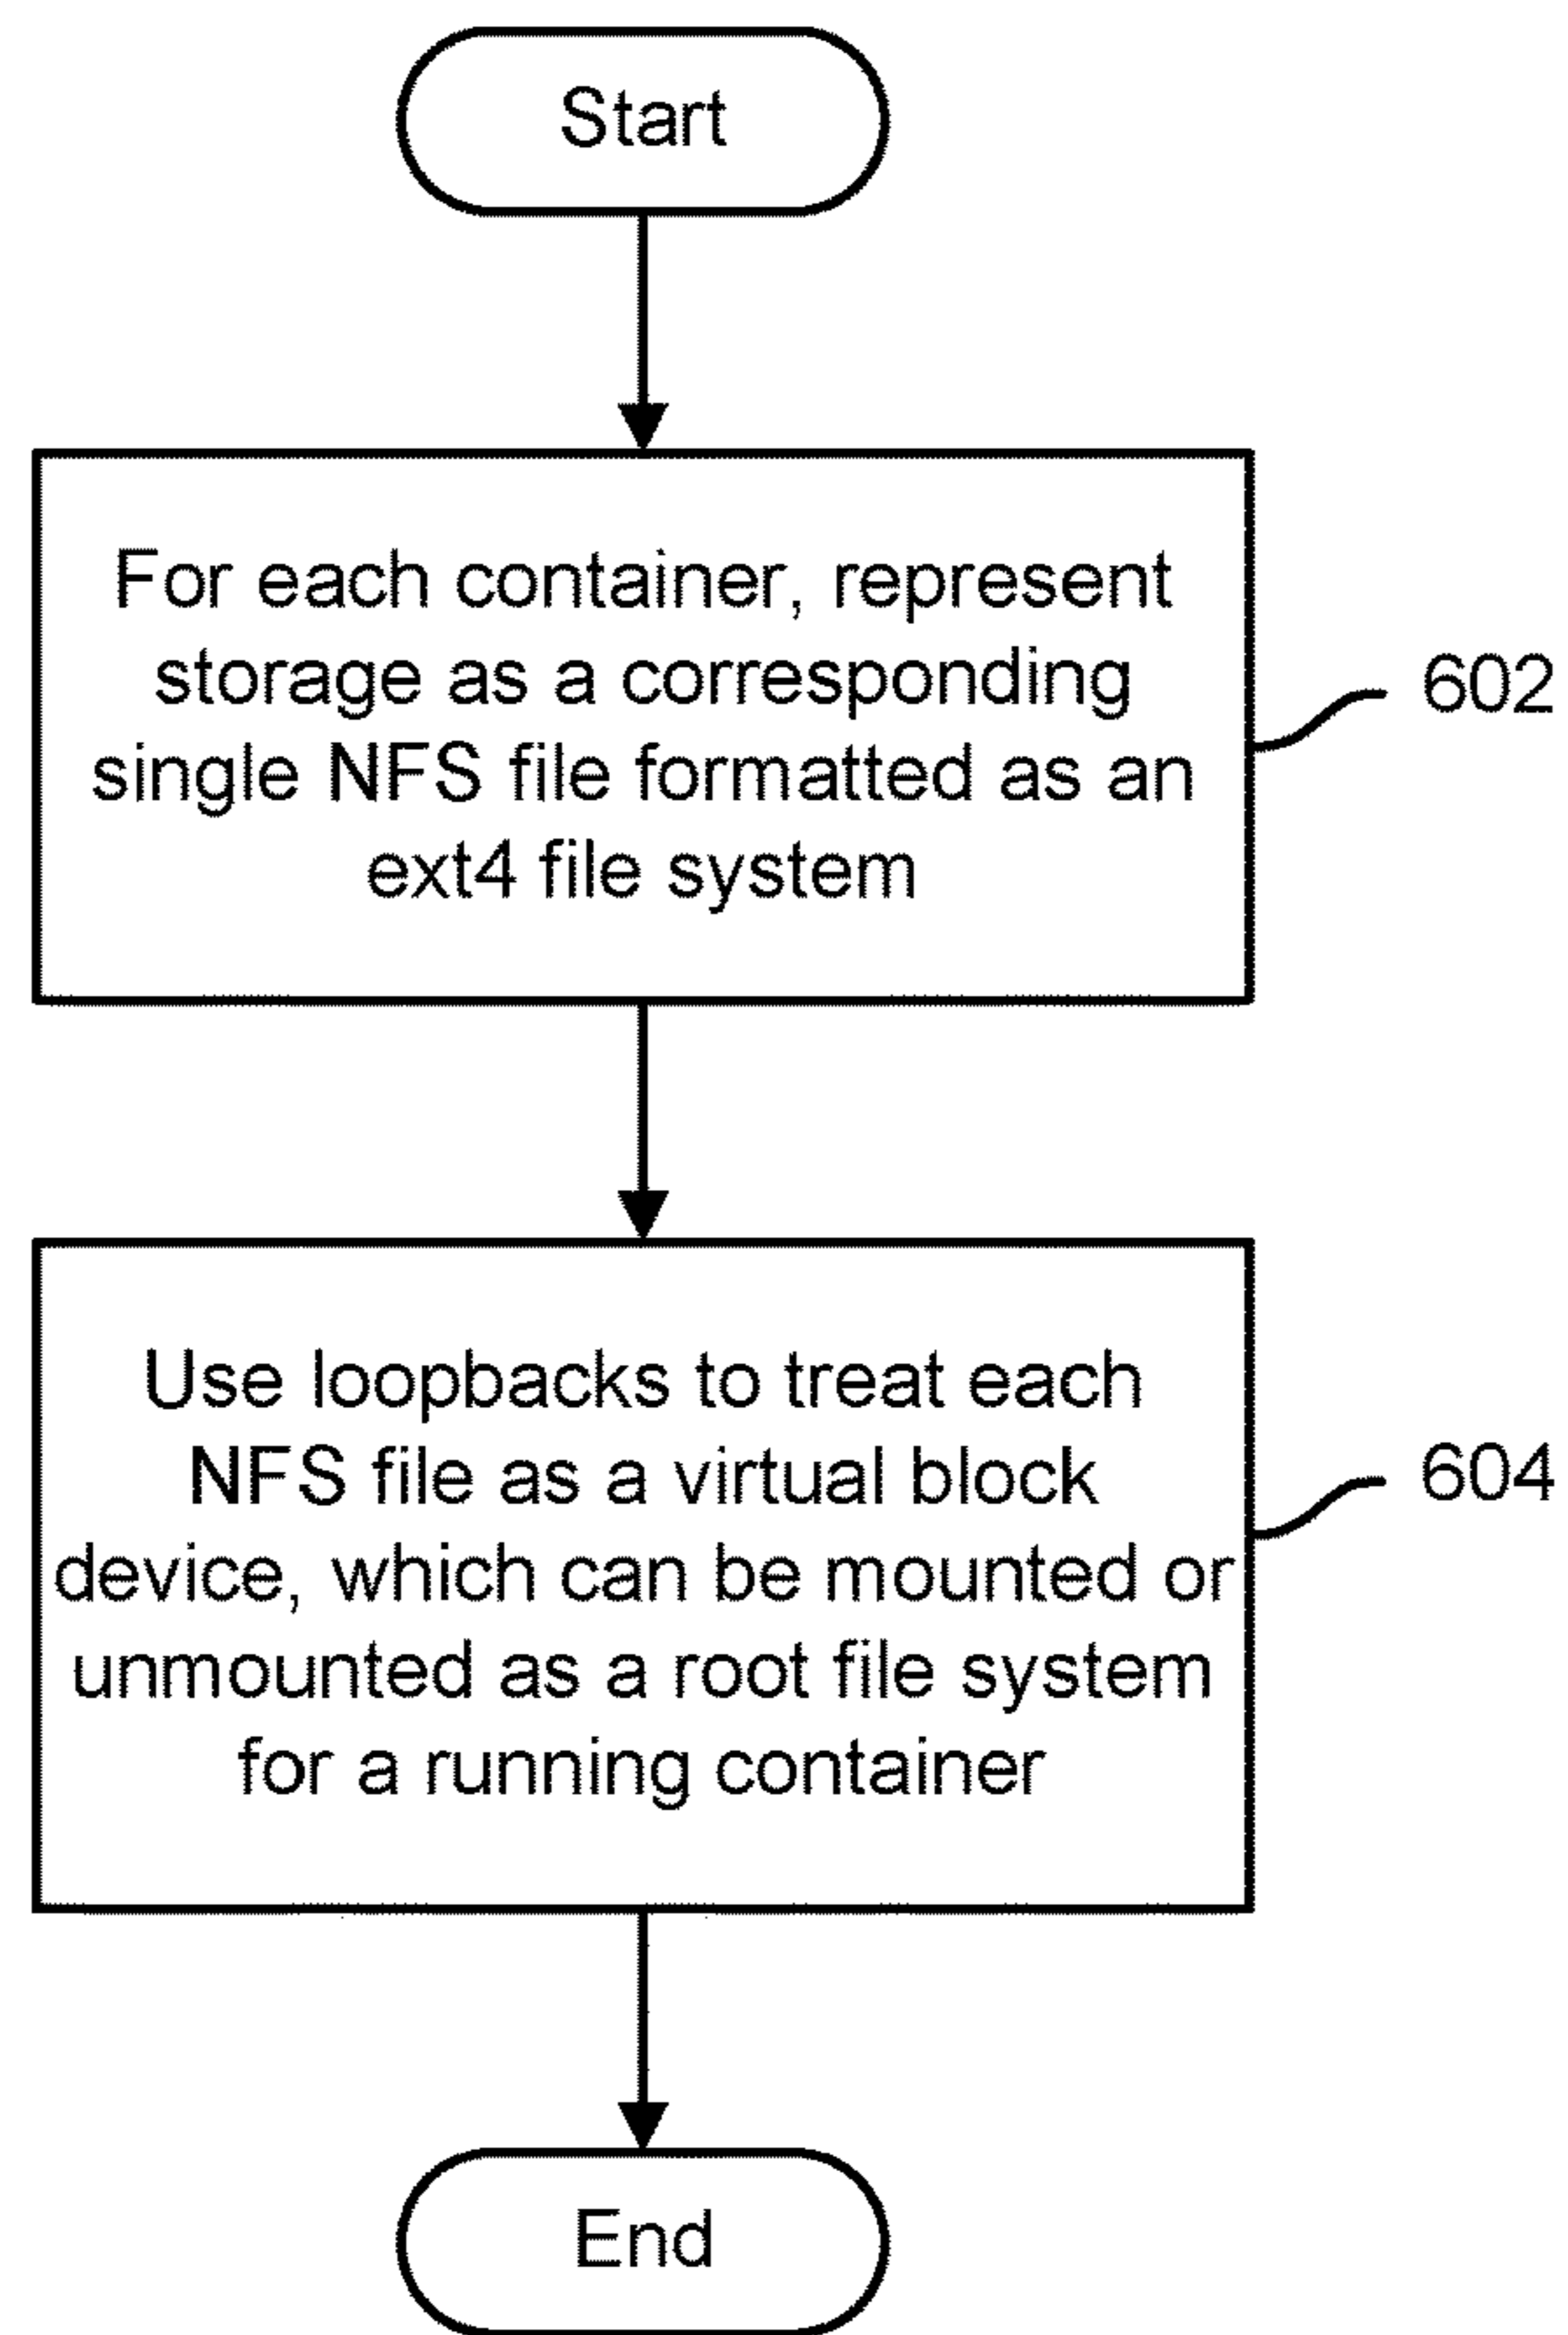 Start
For each container, represent
storage as a corresponding
single NFS file formatted as an
ext4 file system
602
Use loopbacks to treat each
NFS file as a virtual block
device, which can be mounted or
unmounted as a root file system
for a running container
604
End